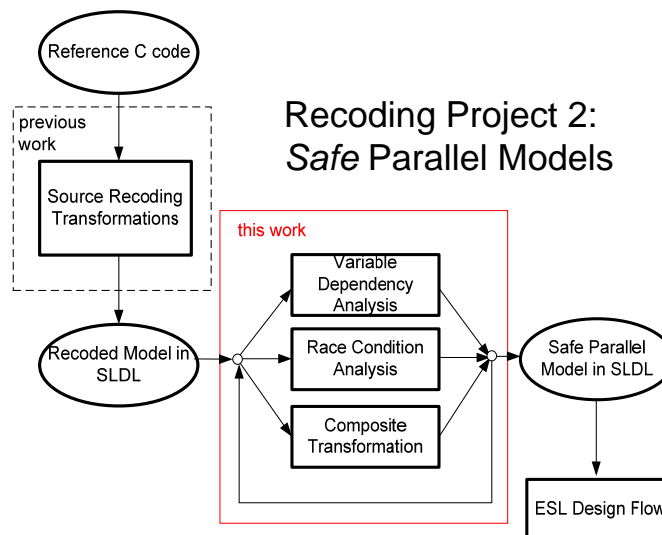 Reference C code
Recoding Project 2:
Safe Parallel Models
previous
work
Source Recoding
Transformations
this work
Variable
Dependency
Analysis
Race Condition
Analysis
Composite
Transformation
Recoded Model in
SLDL
Safe Parallel
Model in SLDL
ESL Design Flow